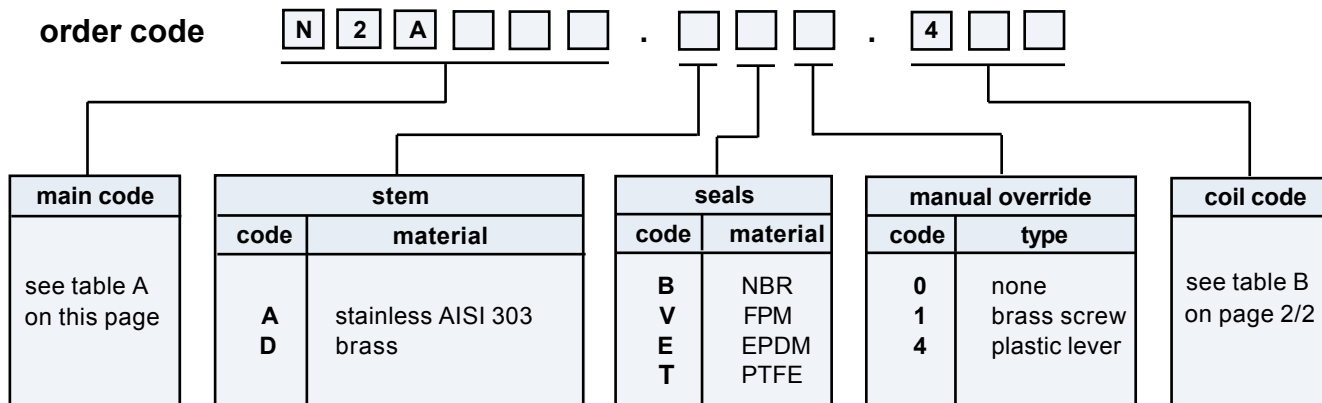 order code N 2 A . . 4
main code
see table A
on this page
stem
code material
A stainless AISI 303
D brass
seals
code material
B NBR
V FPM
E EPDM
T PTFE
manual override
code type
0 none
1 brass screw
4 plastic lever
coil code
see table B
on page 2/2